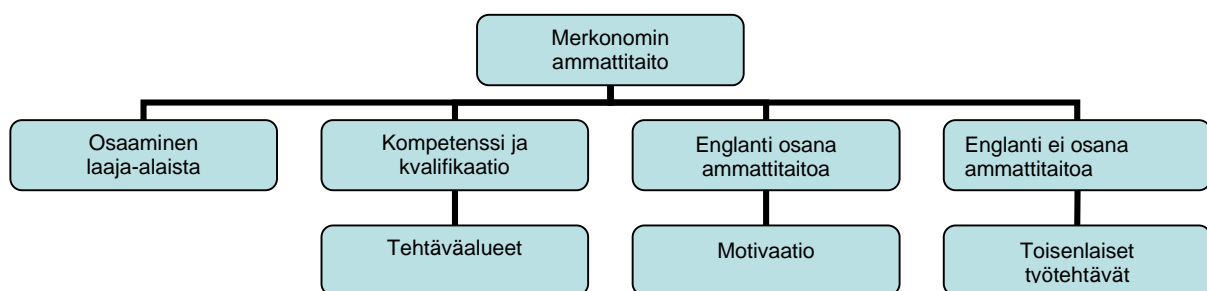 Merkonomin
ammattitaito
Osaaminen
laaja-alaista
Kompetenssi ja
kvalifikaatio
Englanti osana
ammattitaitoa
Englanti ei osana
ammattitaitoa
Tehtäväalueet
Motivaatio
Toisenlaiset
työtehtävät